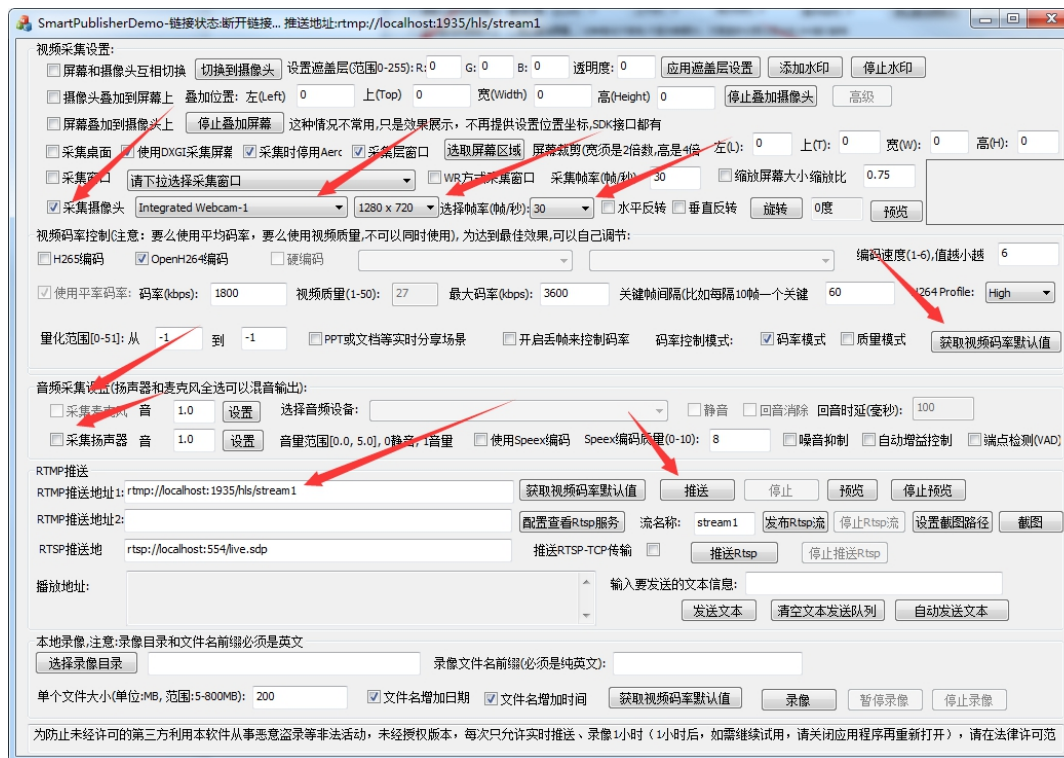 SmartPublisherDemo-链接状态:断开链接... 推送地址:rtmp://localhost:1935/hls/stream1
视频采集设置:
屏幕和摄像头互相切换 切换到摄像头 设置遮盖层(范围0-255): R: 0 G: 0 B: 0 透明度: 0 应用遮盖层设置 添加水印 停止水印
摄像头叠加到屏幕上 叠加位置: 左(Left) 0 上(Top) 0 宽(Width) 0 高(Height) 0 停止叠加摄像头 高级
屏幕叠加到摄像头上 停止叠加屏幕 这种情况不常用,只是效果展示，不再提供设置位置坐标,SDK接口都有
采集桌面 使用DXGI采集屏幕 采集时停用Aerc 采集层窗口 选取屏幕区域 屏幕裁剪(宽须是2倍数,高是4倍 左(L): 0 上(T): 0 宽(W): 0 高(H): 0
采集窗口 请下拉选择采集窗口 WR方式采集窗口 采集帧率(帧/秒) 30 缩放屏幕大小 缩放比 0.75
采集摄像头 Integrated Webcam-1 1280 x 720 选择帧率(帧/秒): 30 水平反转 垂直反转 旋转 0度 预览
视频码率控制(注意：要么使用平均码率，要么使用视频质量,不可以同时使用), 为达到最佳效果,可以自己调节:
H265编码 OpenH264编码 硬编码 编码速度(1-6),值越小越 6
使用平车码率: 码率(kbps): 1800 视频质量(1-50): 27 最大码率(kbps): 3600 关键帧间隔(比如每隔10帧一个关键 60 H264 Profile: High
量化范围[0-51]: 从 -1 到 -1 PPT或文档等实时分享场景 开启丢帧来控制码率 码率控制模式: 码率模式 质量模式 获取视频码率默认值
音频采集设置(扬声器和麦克风全选可以混音输出):
采集麦克风 音 1.0 设置 选择音频设备: 静音 回音消除 回音时延(毫秒): 100
采集扬声器 音 1.0 设置 音量范围[0.0, 5.0], 0静音, 1音量 使用Speex编码 Speex编码质量(0-10): 8 噪音抑制 自动增益控制 端点检测(VAD)
RTMP推送
RTMP推送地址1: rtmp://localhost:1935/hls/stream1 获取视频码率默认值 推送 停止 预览 停止预览
RTMP推送地址2: 配置查看Rtsp服务 流名称: stream1 发布Rtsp流 停止Rtsp流 设置截图路径 截图
RTSP推送地 rtsp://localhost:554/live.sdp 推送RTSP-TCP传输 推送Rtsp 停止推送Rtsp
播放地址: 输入要发送的文本信息:
发送文本 清空文本发送队列 自动发送文本
本地录像,注意:录像目录和文件名前缀必须是英文
选择录像目录 录像文件名前缀(必须是纯英文):
单个文件大小(单位:MB, 范围:5-800MB): 200 文件名增加日期 文件名增加时间 获取视频码率默认值 录像 暂停录像 停止录像
为防止未经许可的第三方利用本软件从事恶意盗录等非法活动，未经授权版本，每次只允许实时推送、录像1小时（1小时后，如需继续试用，请关闭应用程序再重新打开），请在法律许可范